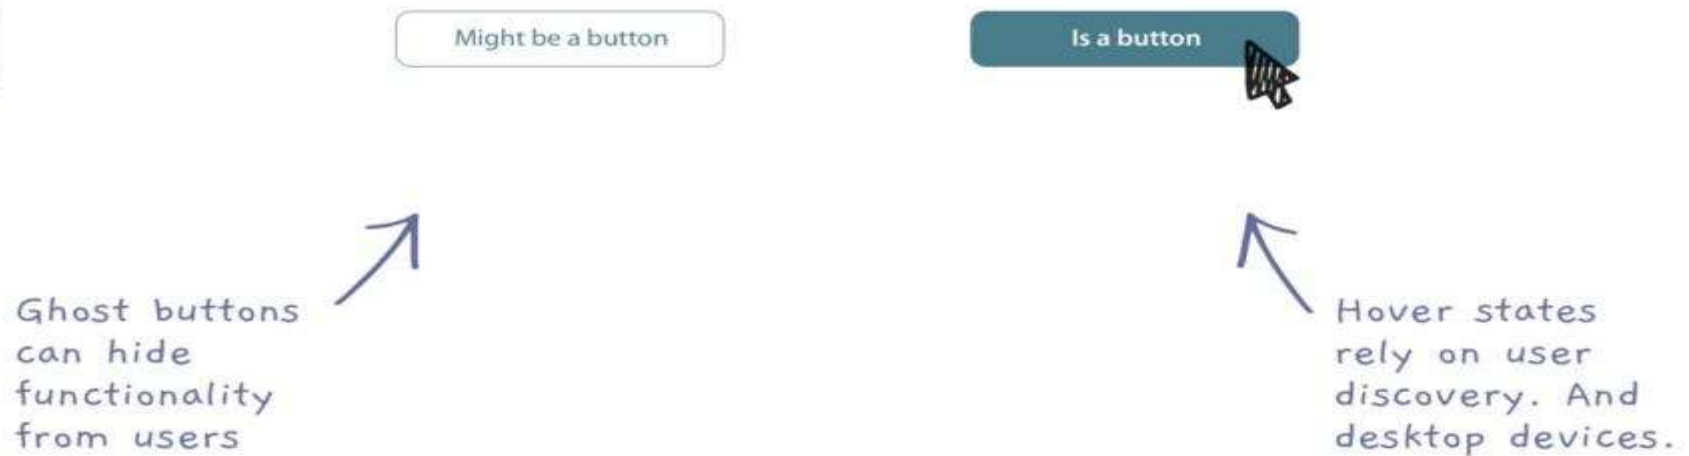 Might be a button
Is a button
Ghost buttons
can hide
functionality
from users
Hover states
rely on user
discovery. And
desktop devices.